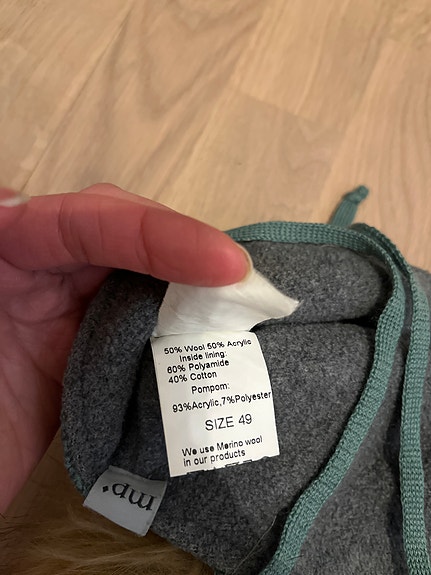 50% Wool 50% Acrylic
Inside lining:
60% Polyamide
40% Cotton
Pompom:
93%Acrylic,7%Polyester
SIZE 49
We use Merino wool
in our products
mp.